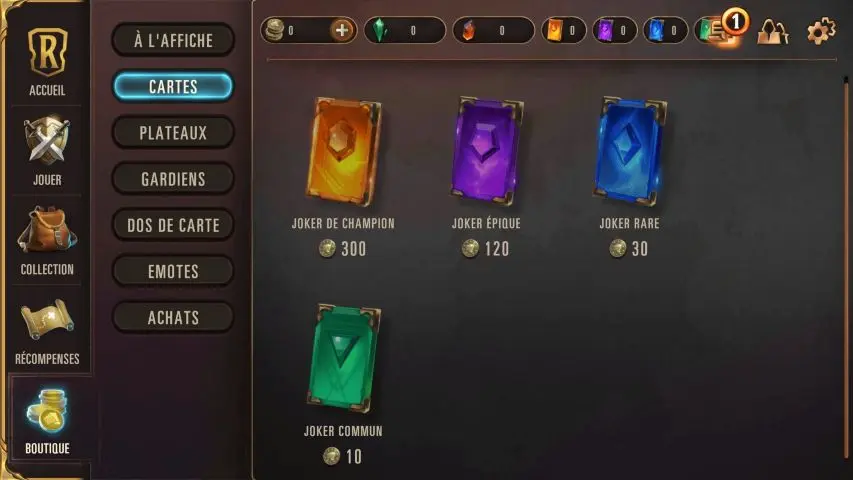 R
ACCUEIL
JOUER
COLLECTION
RÉCOMPENSES
BOUTIQUE
À L'AFFICHE
CARTES
PLATEAUX
GARDIENS
DOS DE CARTE
EMOTES
ACHATS
0 0 0 0 0 0 1
JOKER DE CHAMPION
300
JOKER ÉPIQUE
120
JOKER RARE
30
JOKER COMMUN
10